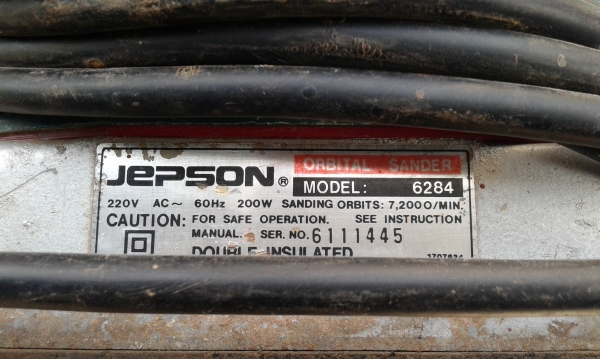 JEPSON® ORBITAL SANDER
MODEL: 6284
220V AC~ 60Hz 200W SANDING ORBITS: 7,200O/MIN.
CAUTION: FOR SAFE OPERATION. SEE INSTRUCTION
MANUAL. SER. NO. 6111445
DOUBLE INSULATED